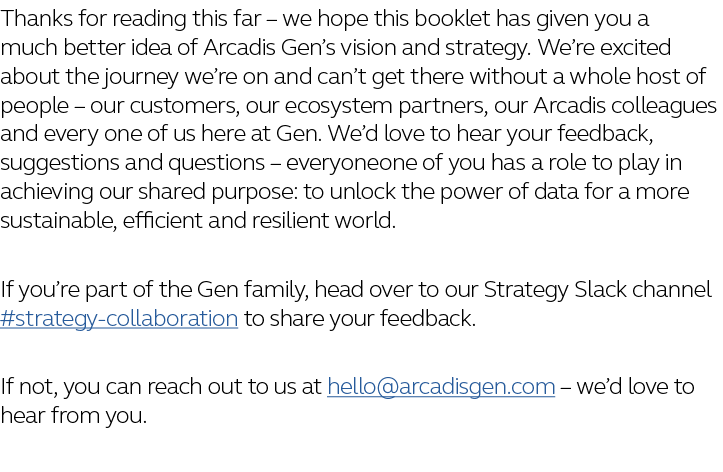 Thanks for reading this far – we hope this booklet has given you a
much better idea of Arcadis Gen’s vision and strategy. We’re excited
about the journey we’re on and can’t get there without a whole host of
people – our customers, our ecosystem partners, our Arcadis colleagues
and every one of us here at Gen. We’d love to hear your feedback,
suggestions and questions – everyoneone of you has a role to play in
achieving our shared purpose: to unlock the power of data for a more
sustainable, efficient and resilient world.
If you’re part of the Gen family, head over to our Strategy Slack channel
#strategy-collaboration to share your feedback.
If not, you can reach out to us at hello@arcadisgen.com – we’d love to
hear from you.